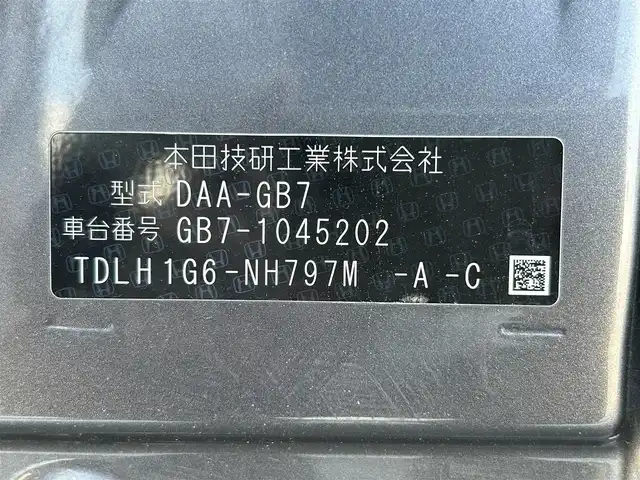 本田技研工業株式会社
型式 DAA-GB7
車台番号 GB7-1045202
TDLH1G6-NH797M -A -C